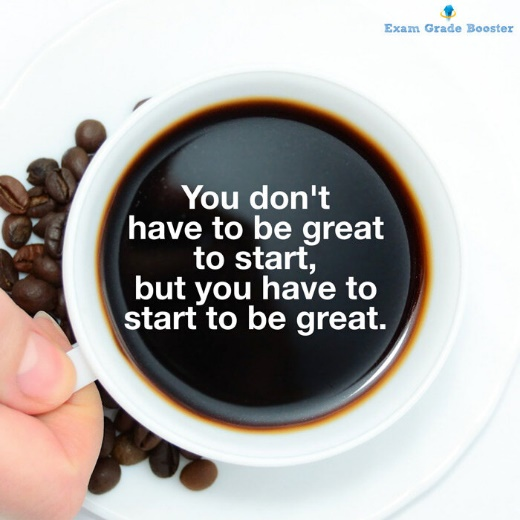 Exam Grade Booster
You don't
have to be great
to start,
but you have to
start to be great.